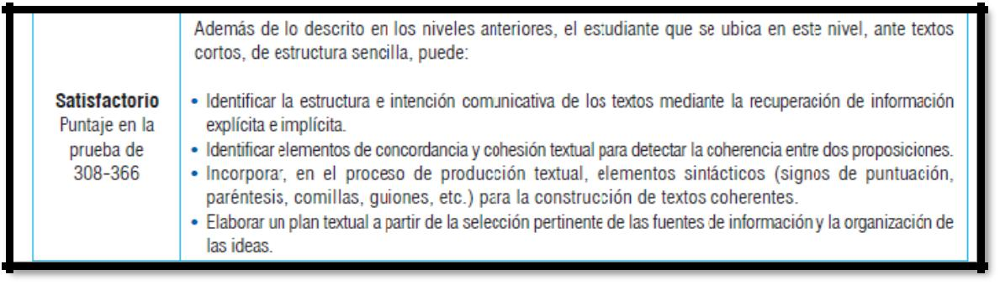 Además de lo descrito en los niveles anteriores, el estudiante que se ubica en este nivel, ante textos
cortos, de estructura sencilla, puede:
Satisfactorio
Puntaje en la
prueba de
308-366
• Identificar la estructura e intención comunicativa de los textos mediante la recuperación de información
explícita e implícita.
• Identificar elementos de concordancia y cohesión textual para detectar la coherencia entre dos proposiciones.
• Incorporar, en el proceso de producción textual, elementos sintácticos (signos de puntuación,
paréntesis, comillas, guiones, etc.) para la construcción de textos coherentes.
• Elaborar un plan textual a partir de la selección pertinente de las fuentes de información y la organización de
las ideas.